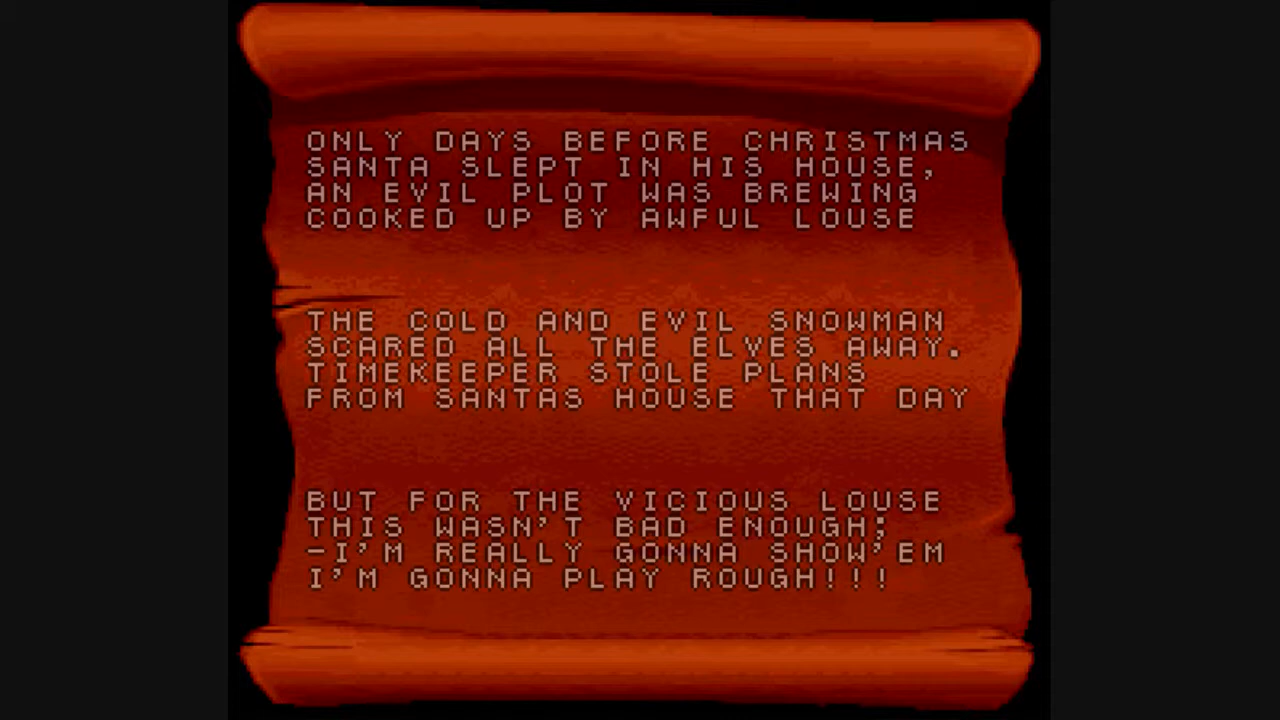 ONLY DAYS BEFORE CHRISTMAS
SANTA SLEPT IN HIS HOUSE,
AN EVIL PLOT WAS BREWING
COOKED UP BY AWFUL LOUSE
THE COLD AND EVIL SNOWMAN
SCARED ALL THE ELVES AWAY.
TIMEKEEPER STOLE PLANS
FROM SANTAS HOUSE THAT DAY
BUT FOR THE VICIOUS LOUSE
THIS WASN'T BAD ENOUGH;
-I'M REALLY GONNA SHOW'EM
I'M GONNA PLAY ROUGH!!!